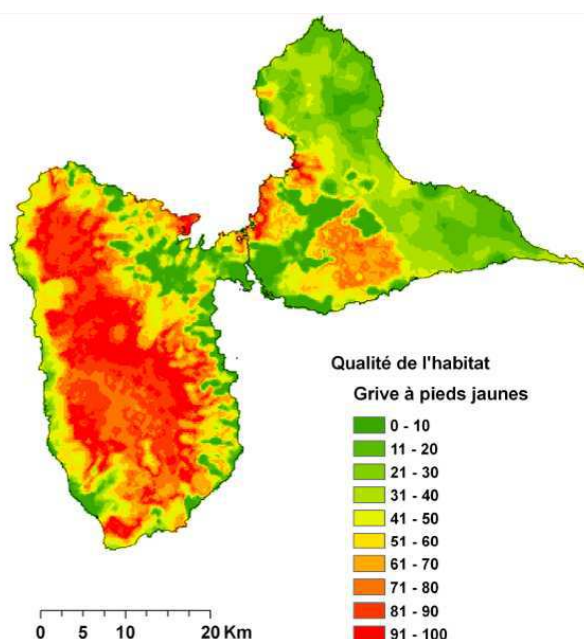 Qualité de l'habitat
Grive à pieds jaunes
0 - 10
11 - 20
21 - 30
31 - 40
41 - 50
51 - 60
61 - 70
71 - 80
81 - 90
91 - 100
0 5 10 20 Km